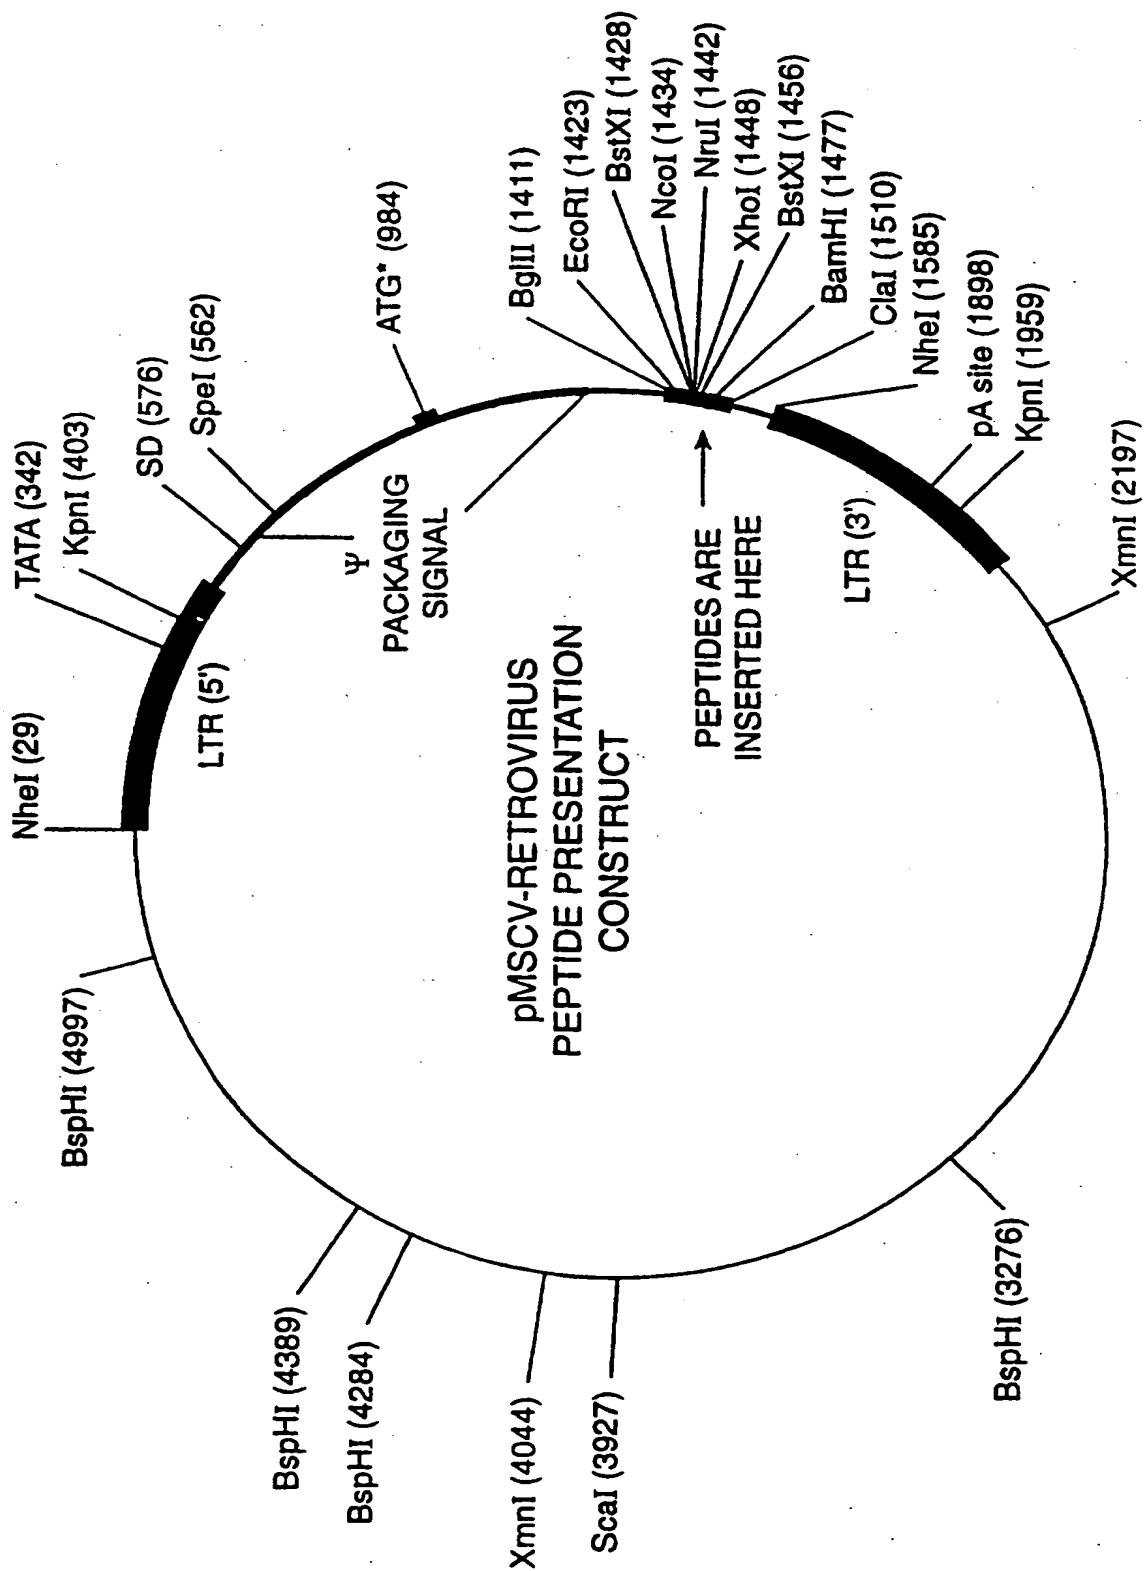 NheI (29)
TATA (342)
KpnI (403)
SD (576)
SpeI (562)
ATG* (984)
BglII (1411)
EcoRI (1423)
BstXI (1428)
NcoI (1434)
NruI (1442)
XhoI (1448)
BstXI (1456)
BamHI (1477)
ClaI (1510)
NheI (1585)
pA site (1898)
KpnI (1959)
XmnI (2197)
BspHI (3276)
ScaI (3927)
XmnI (4044)
BspHI (4284)
BspHI (4389)
BspHI (4997)
LTR (5')
Ψ
PACKAGING
SIGNAL
PEPTIDES ARE
INSERTED HERE
LTR (3')
pMSCV-RETROVIRUS
PEPTIDE PRESENTATION
CONSTRUCT